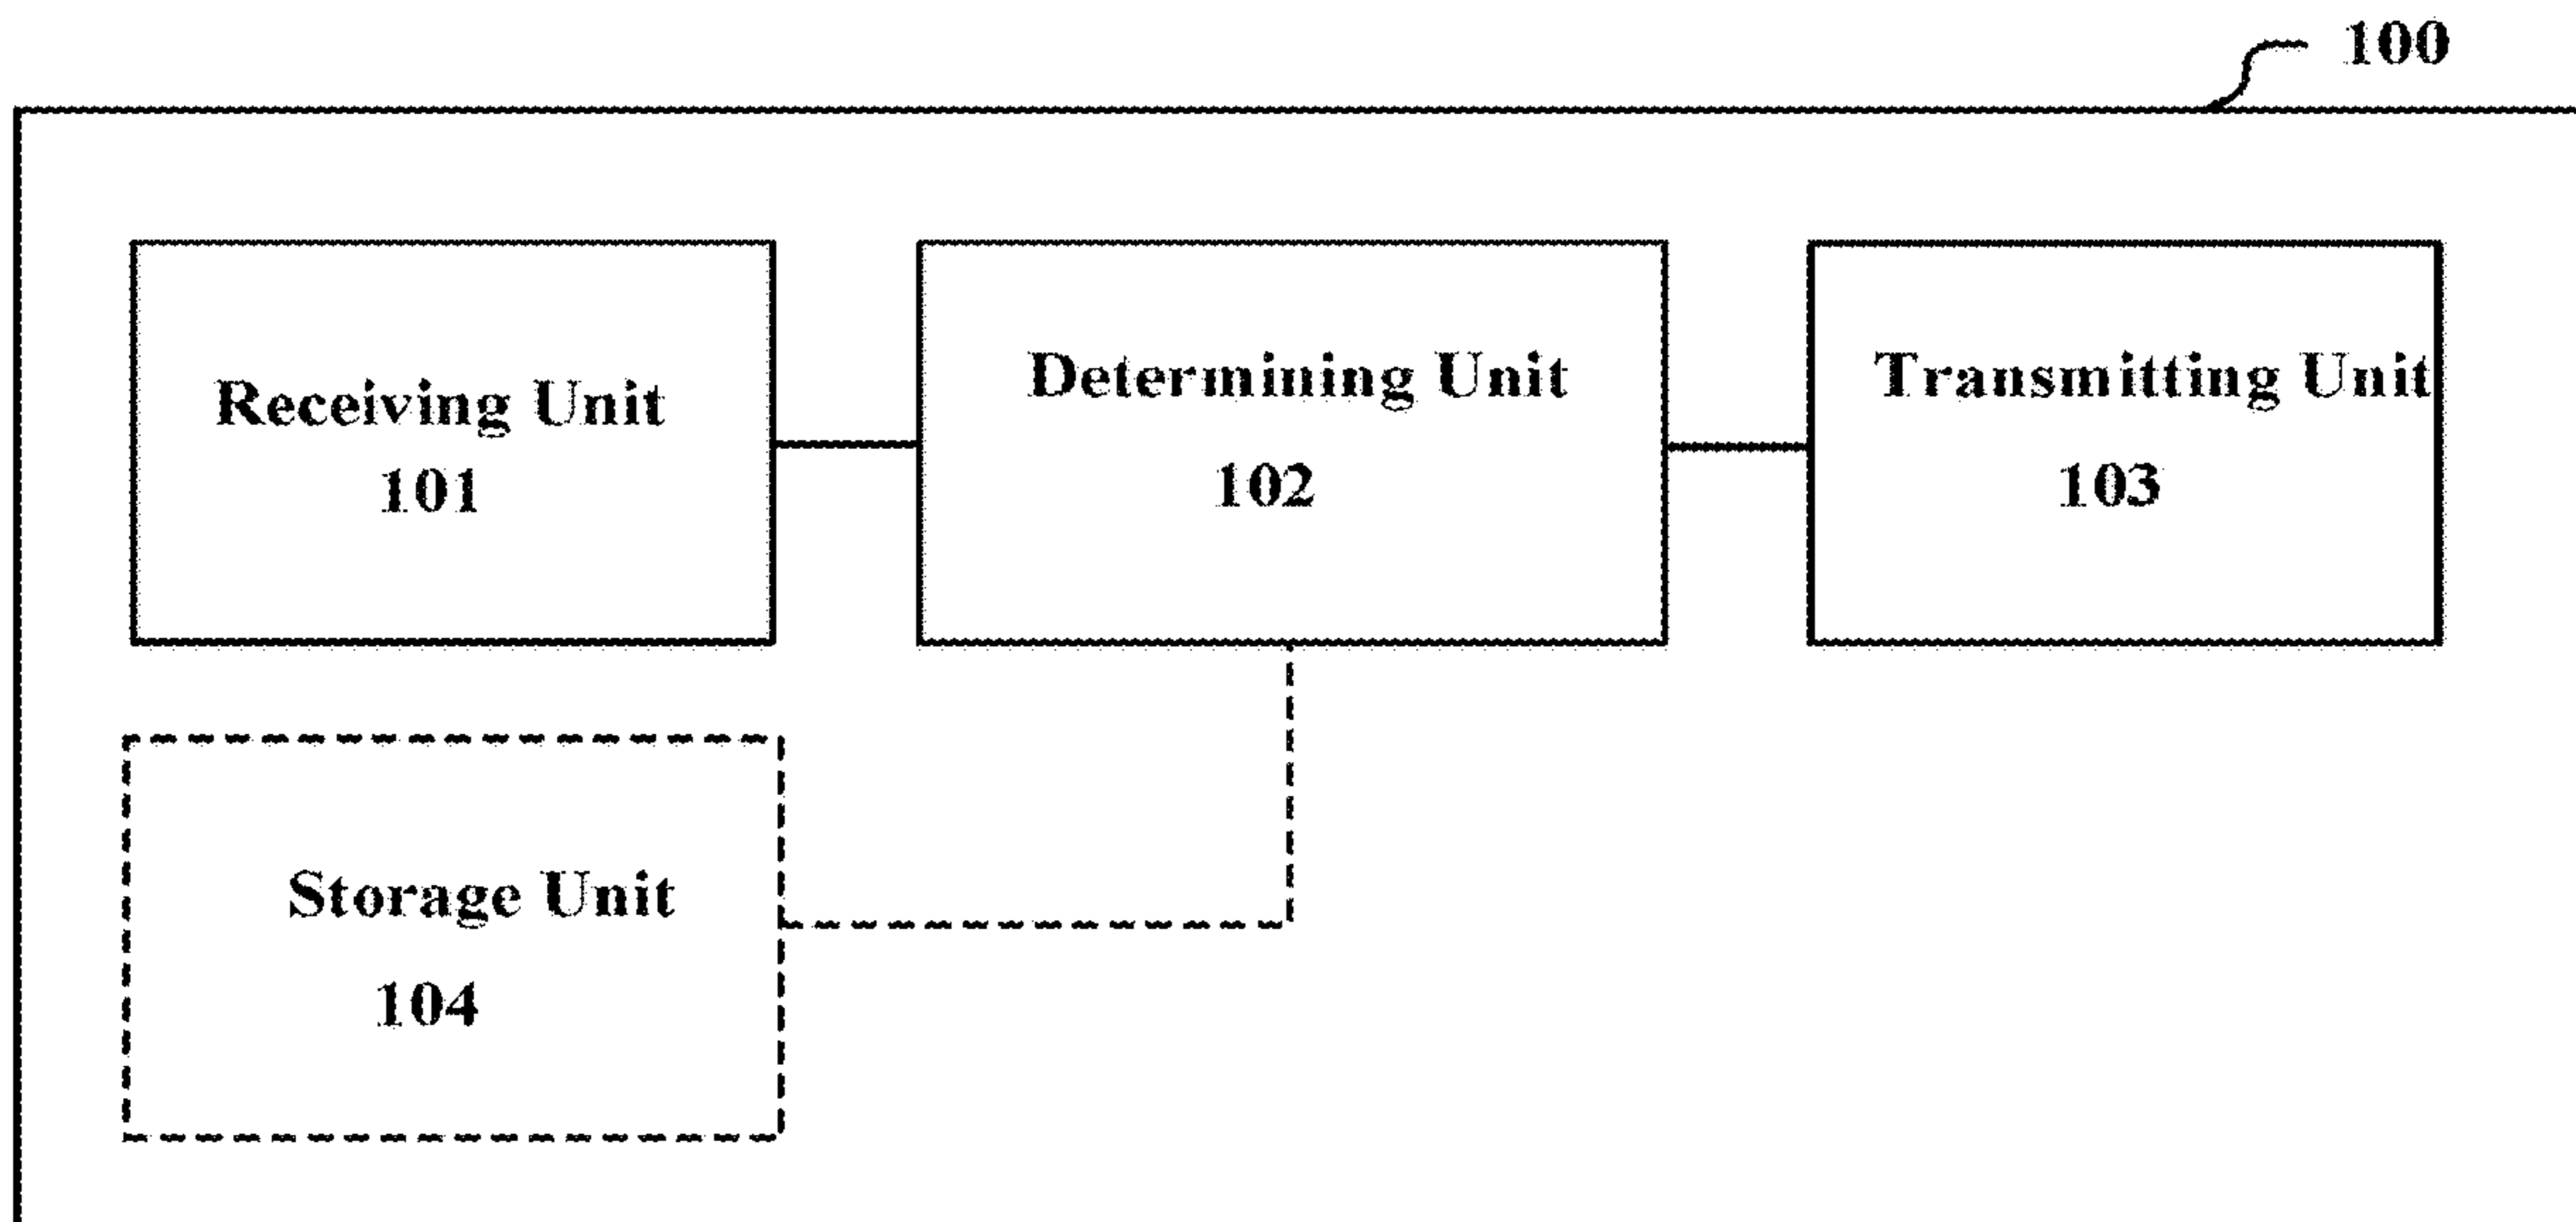 100
Receiving Unit
101
Determining Unit
102
Transmitting Unit
103
Storage Unit
104